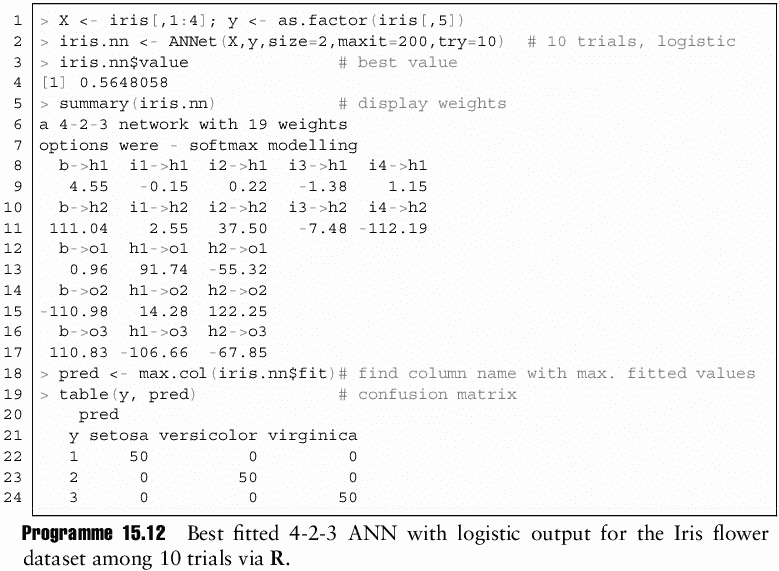 1 > X <- iris[,1:4]; y <- as.factor(iris[,5])
2 > iris.nn <- ANNet(X,y,size=2,maxit=200,try=10) # 10 trials, logistic
3 > iris.nn$value # best value
4 [1] 0.5648058
5 > summary(iris.nn) # display weights
6 a 4-2-3 network with 19 weights
7 options were - softmax modelling
8 b->h1 i1->h1 i2->h1 i3->h1 i4->h1
9 4.55 -0.15 0.22 -1.38 1.15
10 b->h2 i1->h2 i2->h2 i3->h2 i4->h2
11 111.04 2.55 37.50 -7.48 -112.19
12 b->o1 h1->o1 h2->o1
13 0.96 91.74 -55.32
14 b->o2 h1->o2 h2->o2
15 -110.98 14.28 122.25
16 b->o3 h1->o3 h2->o3
17 110.83 -106.66 -67.85
18 > pred <- max.col(iris.nn$fit)# find column name with max. fitted values
19 > table(y, pred) # confusion matrix
20 pred
21 y setosa versicolor virginica
22 1 50 0 0
23 2 0 50 0
24 3 0 0 50
Programme 15.12 Best fitted 4-2-3 ANN with logistic output for the Iris flower
dataset among 10 trials via R.